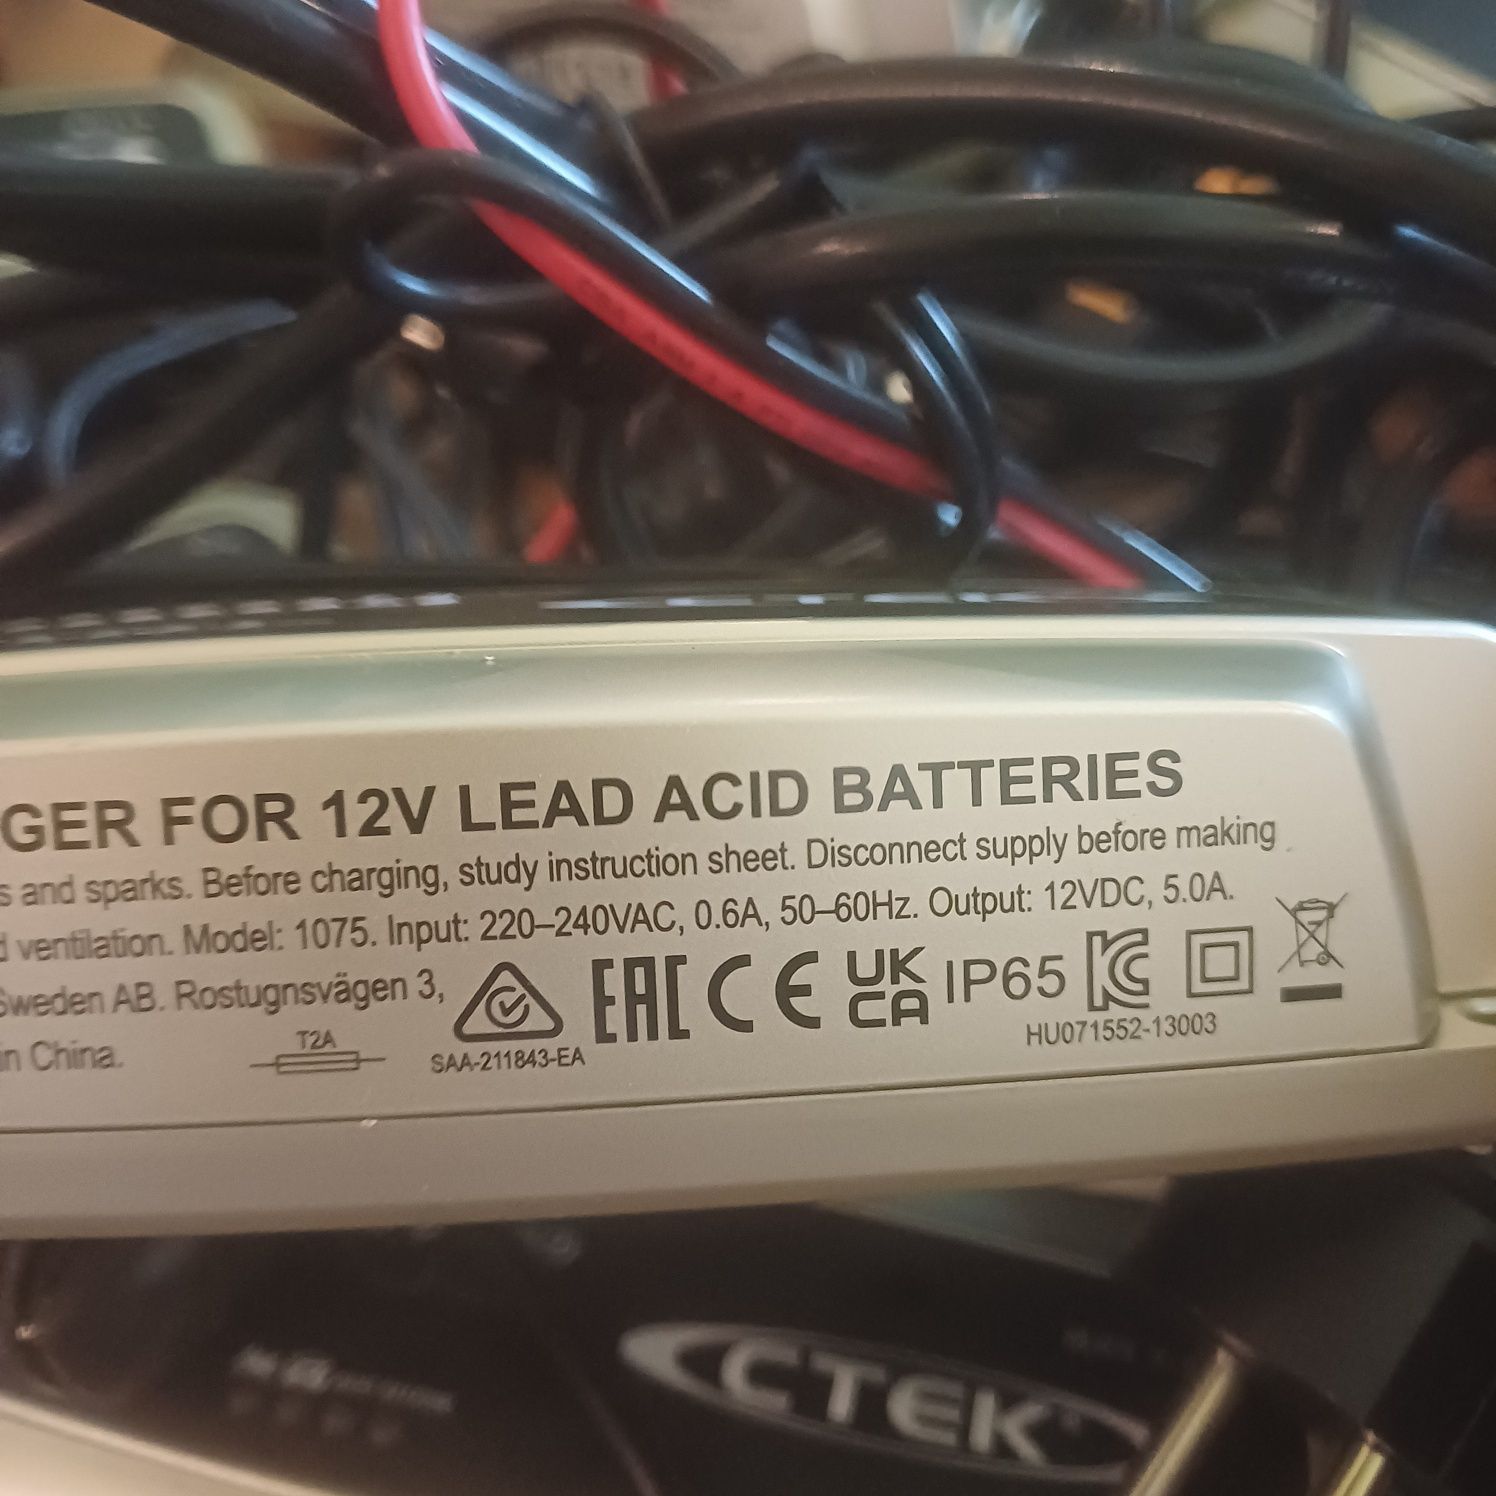 GER FOR 12V LEAD ACID BATTERIES
s and sparks. Before charging, study instruction sheet. Disconnect supply before making
d ventilation. Model: 1075. Input: 220–240VAC, 0.6A, 50–60Hz. Output: 12VDC, 5.0A.
Sweden AB. Rostugnsvägen 3,
EAC CE UK CA IP65 KC
HU071552-13003
in China.
T2A
SAA-211843-EA
CTEK